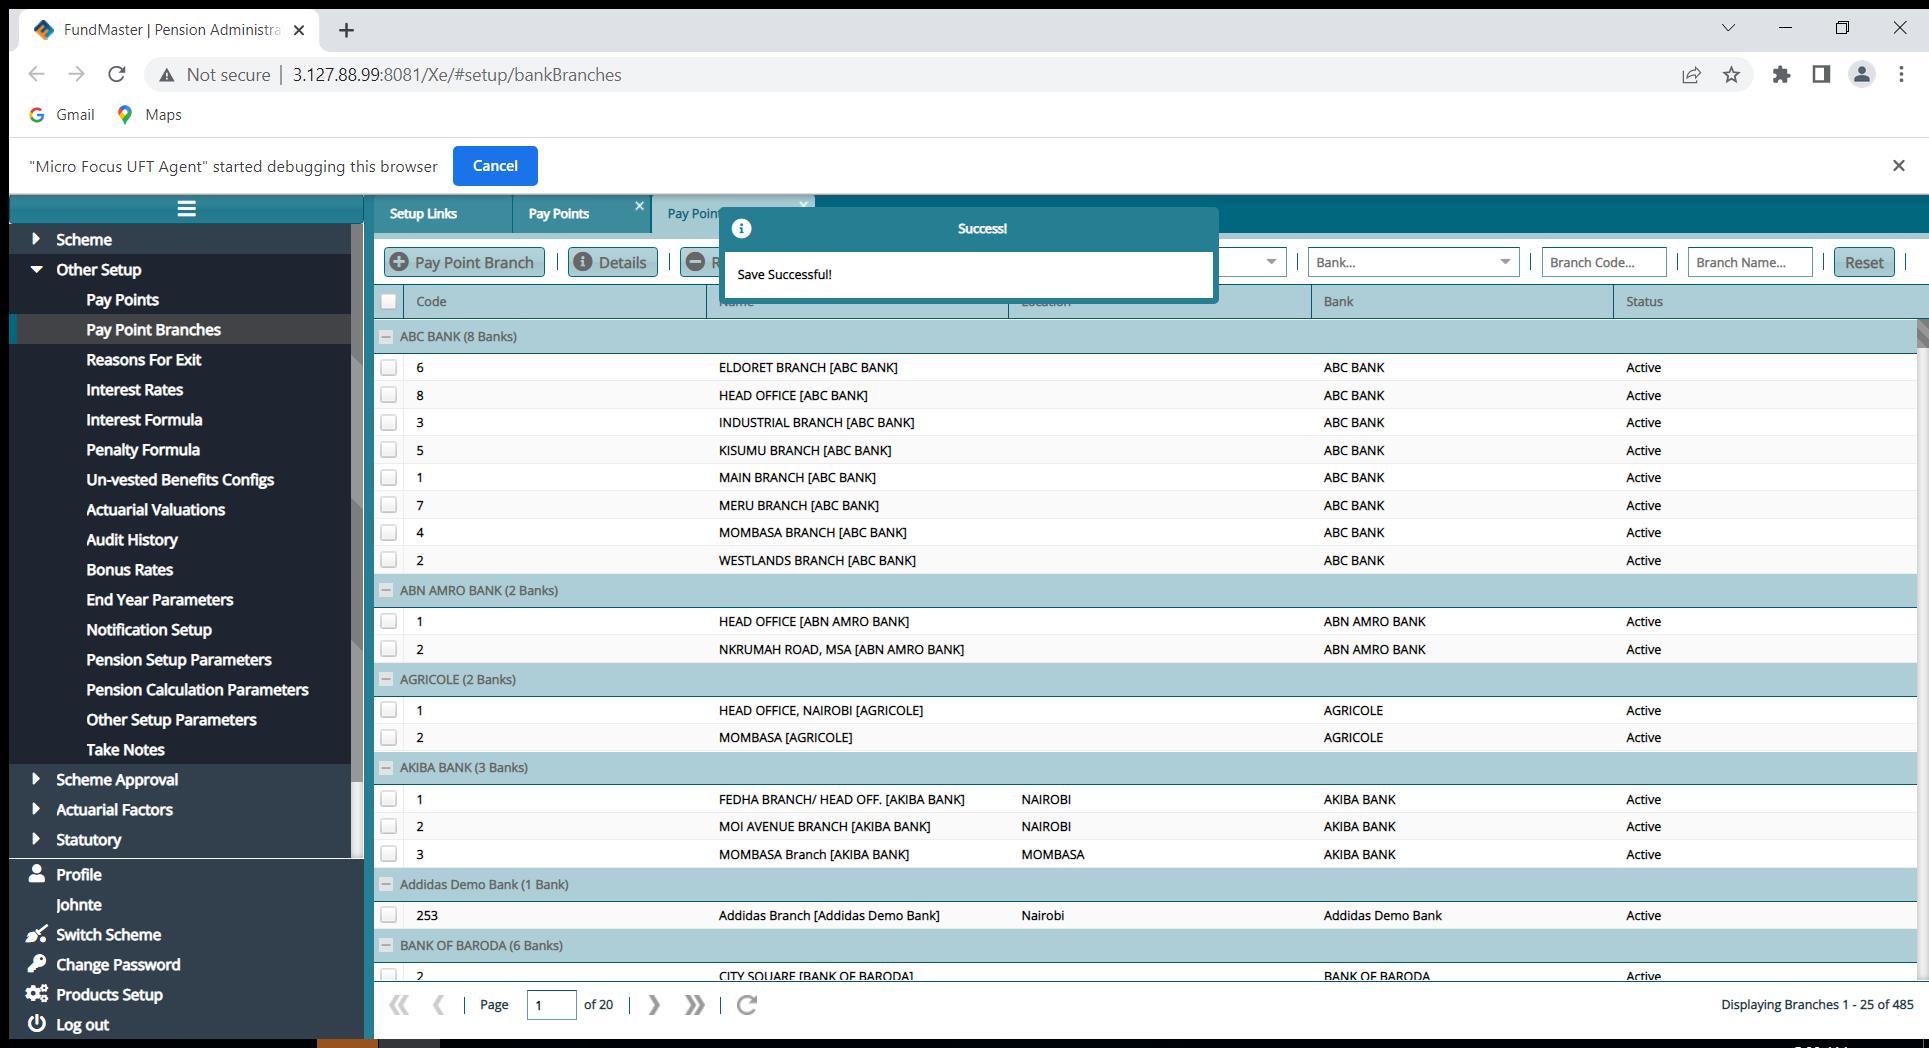 FundMaster | Pension Administra
Not secure | 3.127.88.99:8081/Xe/#setup/bankBranches
Gmail Maps
"Micro Focus UFT Agent" started debugging this browser Cancel
Setup Links Pay Points Pay Poin
Success!
Save Successful!
Pay Point Branch Details R Bank... Branch Code... Branch Name... Reset
Code Name Location Bank Status
Scheme
Other Setup
Pay Points
Pay Point Branches
Reasons For Exit
Interest Rates
Interest Formula
Penalty Formula
Un-vested Benefits Configs
Actuarial Valuations
Audit History
Bonus Rates
End Year Parameters
Notification Setup
Pension Setup Parameters
Pension Calculation Parameters
Other Setup Parameters
Take Notes
Scheme Approval
Actuarial Factors
Statutory
Profile
Johnte
Switch Scheme
Change Password
Products Setup
Log out
ABC BANK (8 Banks)
6 ELDORET BRANCH [ABC BANK] ABC BANK Active
8 HEAD OFFICE [ABC BANK] ABC BANK Active
3 INDUSTRIAL BRANCH [ABC BANK] ABC BANK Active
5 KISUMU BRANCH [ABC BANK] ABC BANK Active
1 MAIN BRANCH [ABC BANK] ABC BANK Active
7 MERU BRANCH [ABC BANK] ABC BANK Active
4 MOMBASA BRANCH [ABC BANK] ABC BANK Active
2 WESTLANDS BRANCH [ABC BANK] ABC BANK Active
ABN AMRO BANK (2 Banks)
1 HEAD OFFICE [ABN AMRO BANK] ABN AMRO BANK Active
2 NKRUMAH ROAD, MSA [ABN AMRO BANK] ABN AMRO BANK Active
AGRICOLE (2 Banks)
1 HEAD OFFICE, NAIROBI [AGRICOLE] AGRICOLE Active
2 MOMBASA [AGRICOLE] AGRICOLE Active
AKIBA BANK (3 Banks)
1 FEDHA BRANCH/ HEAD OFF. [AKIBA BANK] NAIROBI AKIBA BANK Active
2 MOI AVENUE BRANCH [AKIBA BANK] NAIROBI AKIBA BANK Active
3 MOMBASA Branch [AKIBA BANK] MOMBASA AKIBA BANK Active
Addidas Demo Bank (1 Bank)
253 Addidas Branch [Addidas Demo Bank] Nairobi Addidas Demo Bank Active
BANK OF BARODA (6 Banks)
2 CITY SQUARE [BANK OF BARODA] BANK OF BARODA Active
Page 1 of 20 Displaying Branches 1 - 25 of 485